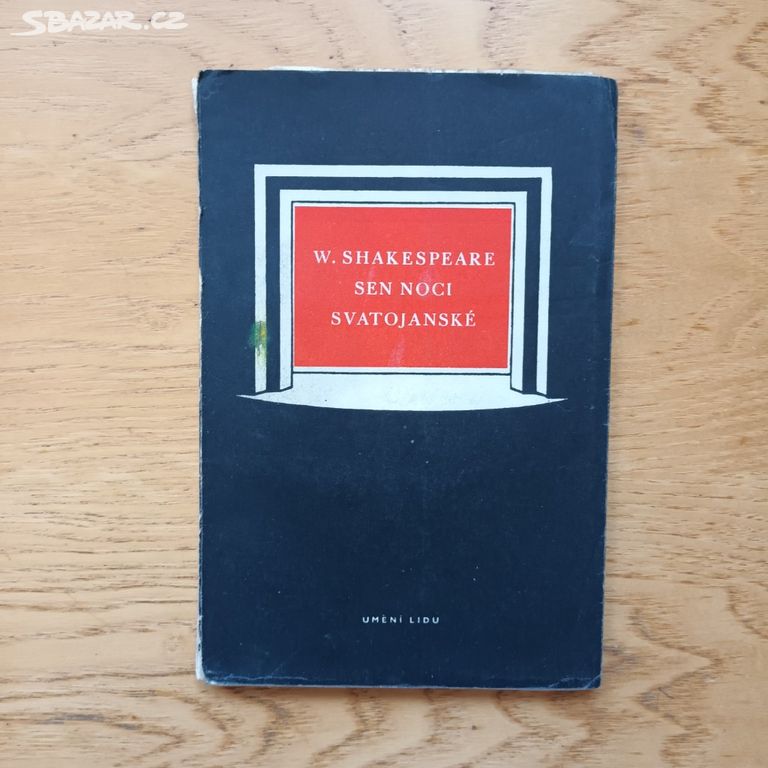 SBAZAR.CZ
W. SHAKESPEARE
SEN NOCI
SVATOJANSKÉ
UMĚNÍ LIDU